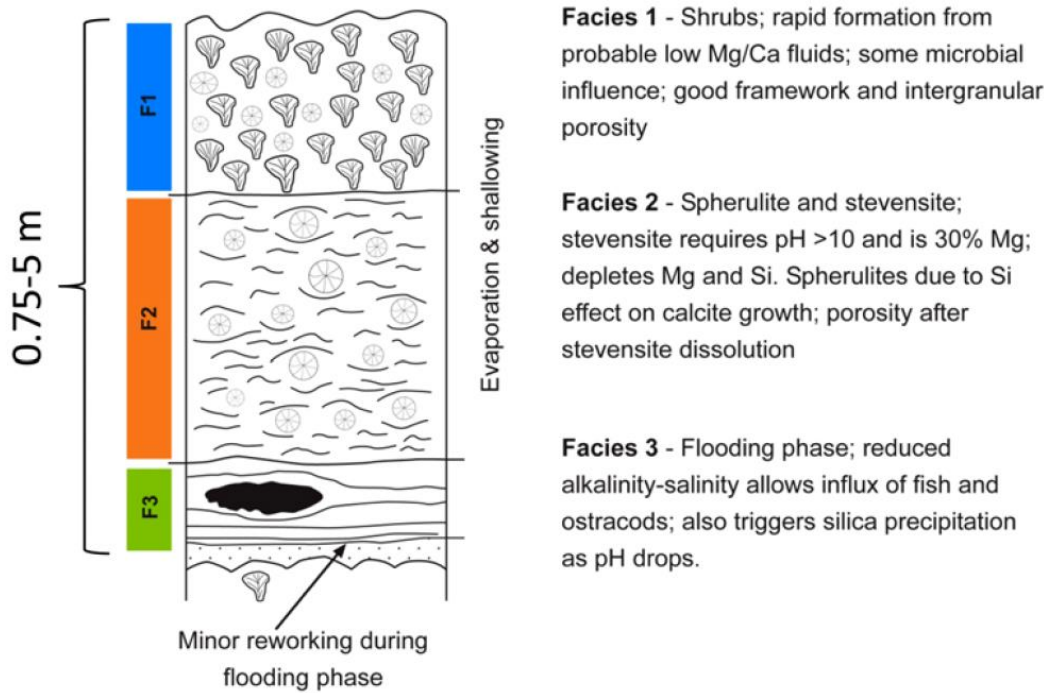 Facies 1 - Shrubs; rapid formation from
probable low Mg/Ca fluids; some microbial
influence; good framework and intergranular
porosity
Facies 2 - Spherulite and stevensite;
stevensite requires pH >10 and is 30% Mg;
depletes Mg and Si. Spherulites due to Si
effect on calcite growth; porosity after
stevensite dissolution
Facies 3 - Flooding phase; reduced
alkalinity-salinity allows influx of fish and
ostracods; also triggers silica precipitation
as pH drops.
0.75-5 m
F1
F2
F3
Evaporation & shallowing
Minor reworking during
flooding phase